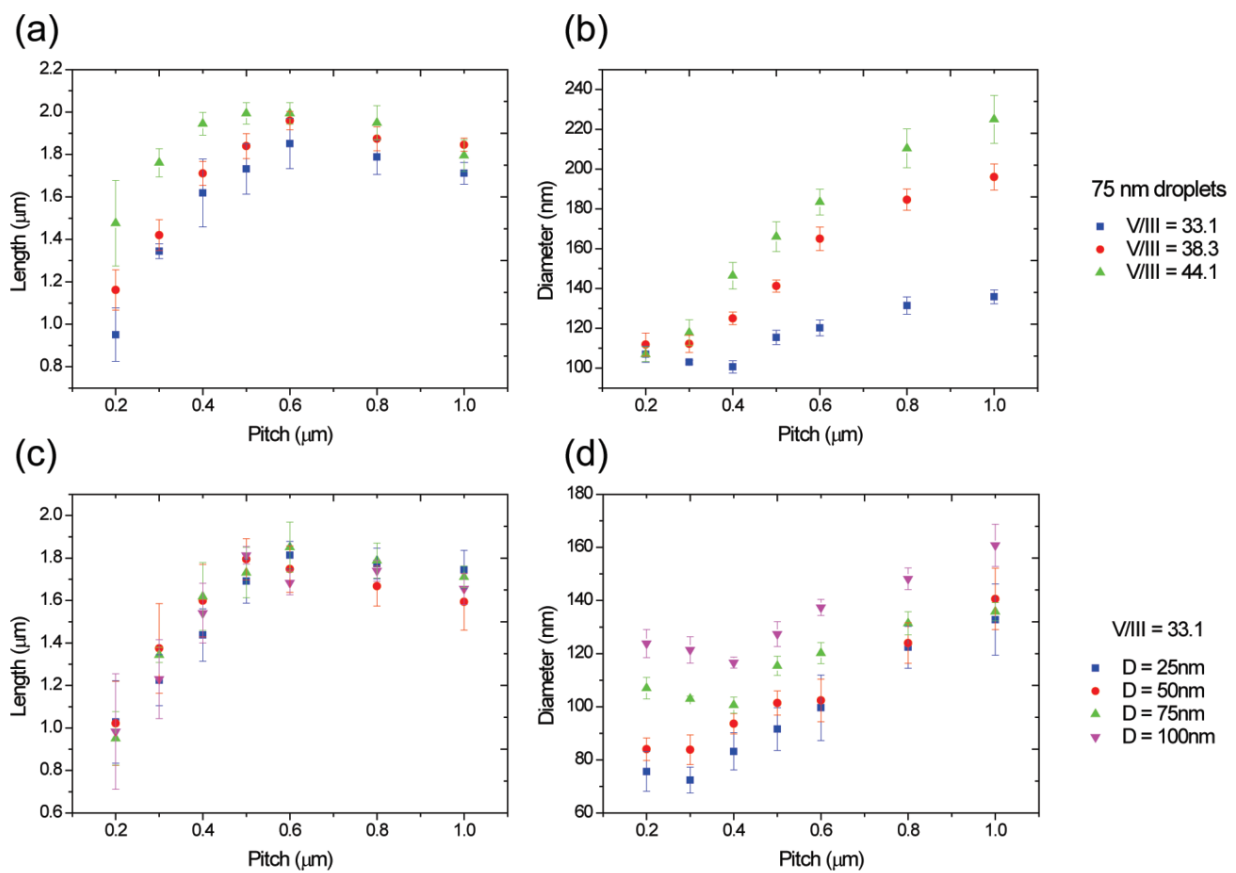 (a)
2.2
2.0
1.8
1.6
1.4
1.2
1.0
0.8
Length (μm)
0.2 0.4 0.6 0.8 1.0
Pitch (μm)
(b)
240
220
200
180
160
140
120
100
Diameter (nm)
0.2 0.4 0.6 0.8 1.0
Pitch (μm)
75 nm droplets
V/III = 33.1
V/III = 38.3
V/III = 44.1
(c)
2.0
1.8
1.6
1.4
1.2
1.0
0.8
0.6
Length (μm)
0.2 0.4 0.6 0.8 1.0
Pitch (μm)
(d)
180
160
140
120
100
80
60
Diameter (nm)
0.2 0.4 0.6 0.8 1.0
Pitch (μm)
V/III = 33.1
D = 25nm
D = 50nm
D = 75nm
D = 100nm